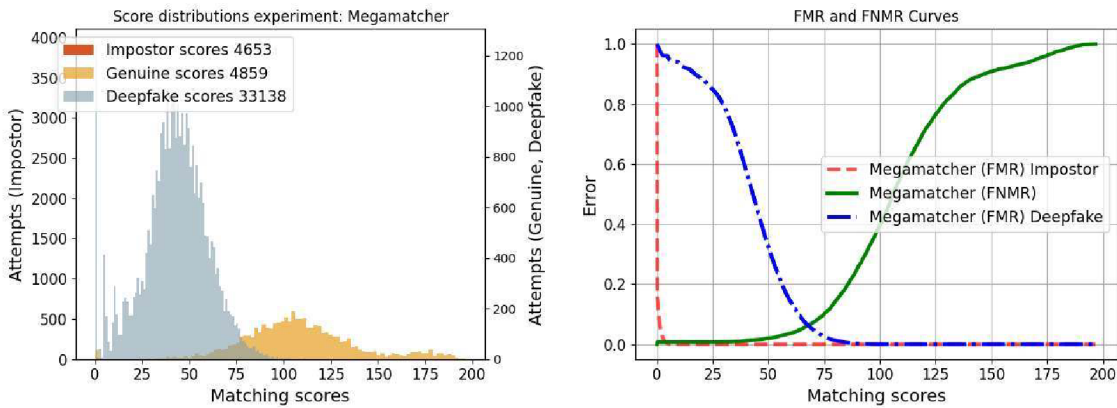 Score distributions experiment: Megamatcher
4000
3500
3000
2500
2000
1500
1000
500
0
Attempts (Impostor)
Impostor scores 4653
Genuine scores 4859
Deepfake scores 33138
1200
1000
800
600
400
200
0
Attempts (Genuine, Deepfake)
0 25 50 75 100 125 150 175 200
Matching scores
FMR and FNMR Curves
1.0
0.8
0.6
0.4
0.2
0.0
Error
Megamatcher (FMR) Impostor
Megamatcher (FNMR)
Megamatcher (FMR) Deepfake
0 25 50 75 100 125 150 175 200
Matching scores